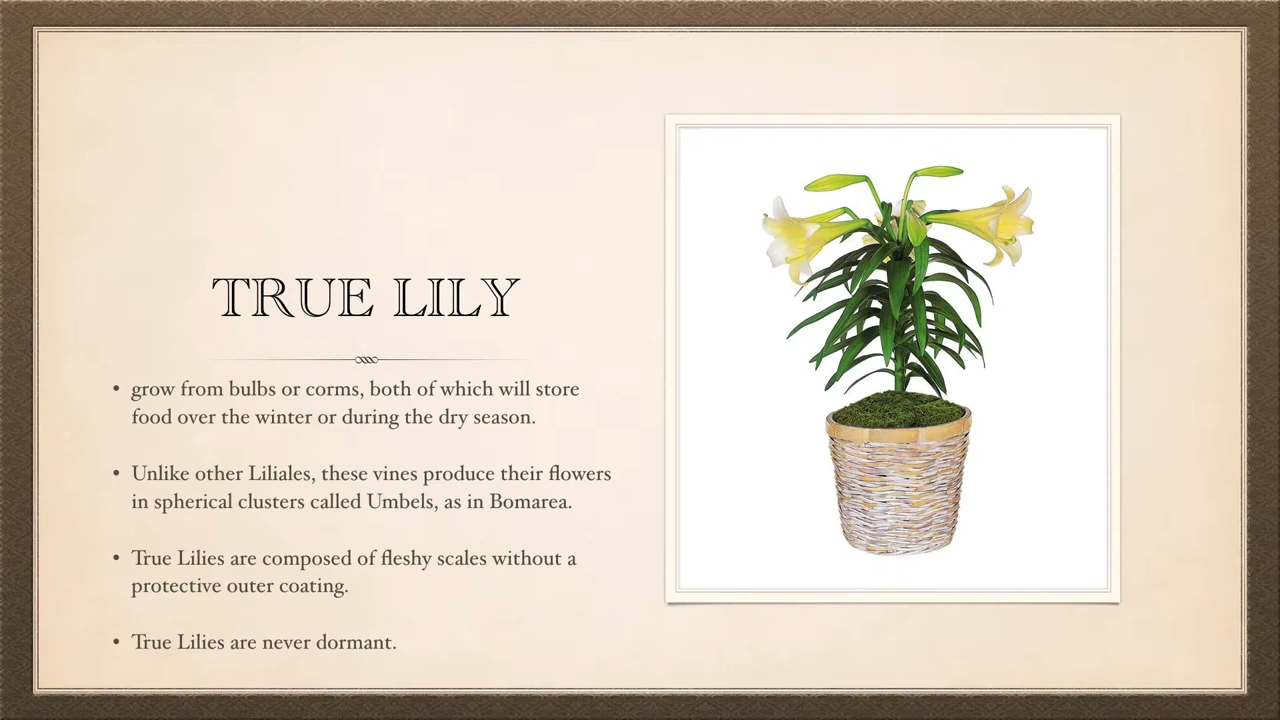 TRUE LILY
• grow from bulbs or corms, both of which will store
food over the winter or during the dry season.
• Unlike other Liliales, these vines produce their flowers
in spherical clusters called Umbels, as in Bomarea.
• True Lilies are composed of fleshy scales without a
protective outer coating.
• True Lilies are never dormant.